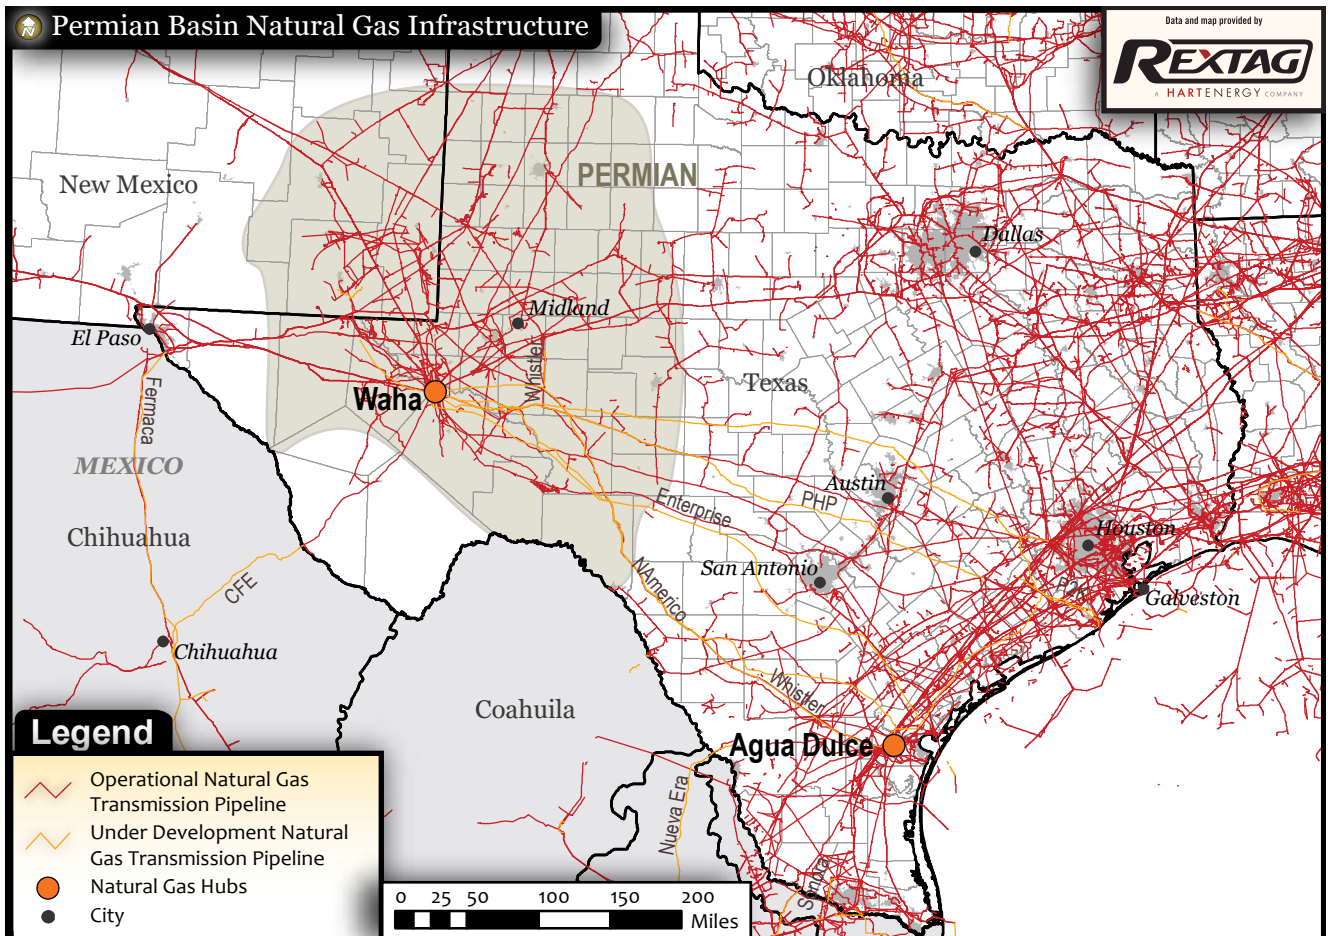 Permian Basin Natural Gas Infrastructure
Data and map provided by
REXTAG
A HARTENERGY COMPANY
Oklahoma
New Mexico
PERMIAN
Dallas
Midland
El Paso
Whistler
Texas
Waha
Fermaca
MEXICO
Austin
Enterprise
PHP
Houston
Chihuahua
San Antonio
NAmerico
CFE
P2K
Galveston
Chihuahua
Whistler
Coahuila
Agua Dulce
Nueva Era
Sonora
Legend
Operational Natural Gas
Transmission Pipeline
Under Development Natural
Gas Transmission Pipeline
Natural Gas Hubs
City
0 25 50 100 150 200
Miles